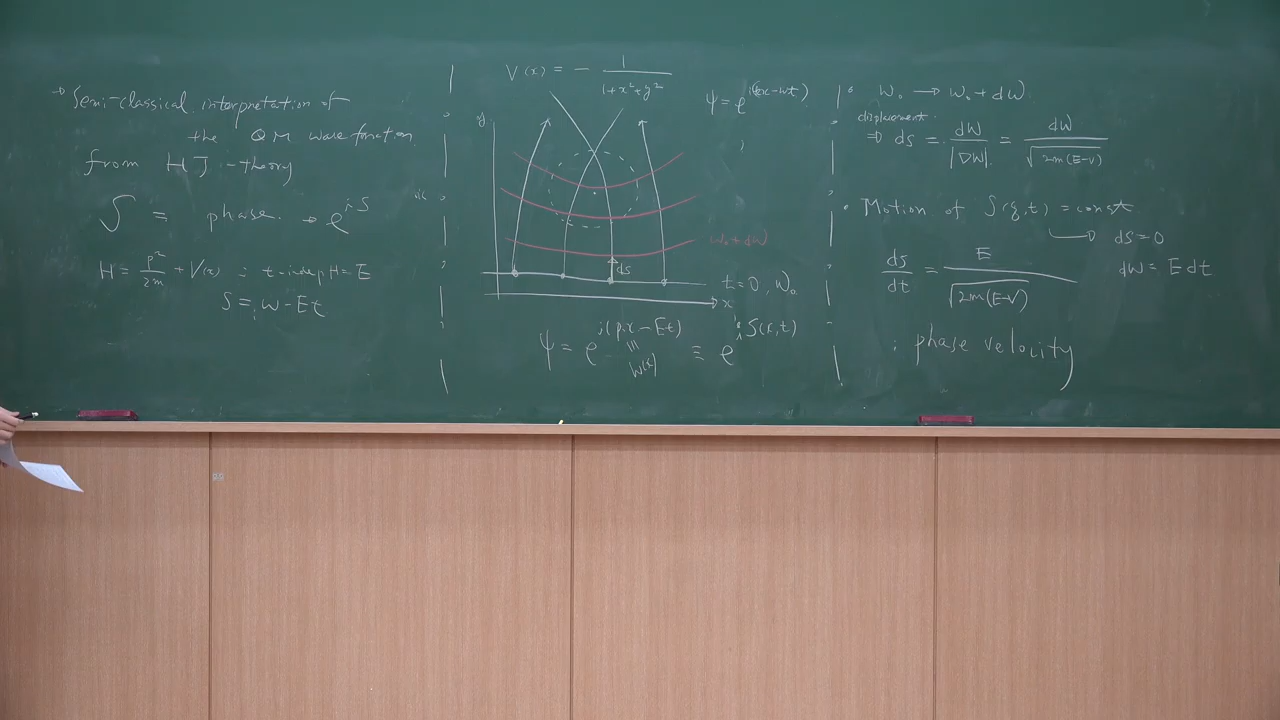 → Semi-classical interpretation of
the QM wave function
from HJ - theory
S = phase. → e^{iS}
H = p²/2m + V(x) : t-indep H = E
S = W - Et
V(x) = - 1/(1+x²+y²)
ψ = e^{i(kx-wt)}
y
W₀+dW
ds
t=0, W₀
x
ψ = e^{i(p·x - Et)} ≡ e^{iS(x,t)}
W(x)
• W₀ → W₀ + dW
displacement
⇒ ds = dW/|∇W| = dW/√2m(E-V)
• Motion of S(q,t) = const
→ dS = 0
dW = E dt
ds/dt = E/√2m(E-V)
: phase velocity